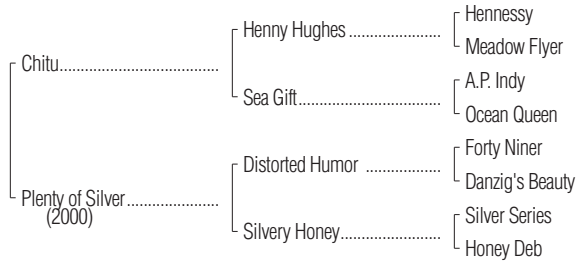 Hennessy
Henny Hughes ....................
Meadow Flyer
Chitu...................................
A.P. Indy
Sea Gift...............................
Ocean Queen
Forty Niner
Distorted Humor ................
Danzig's Beauty
Plenty of Silver....................
(2000)
Silver Series
Silvery Honey......................
Honey Deb